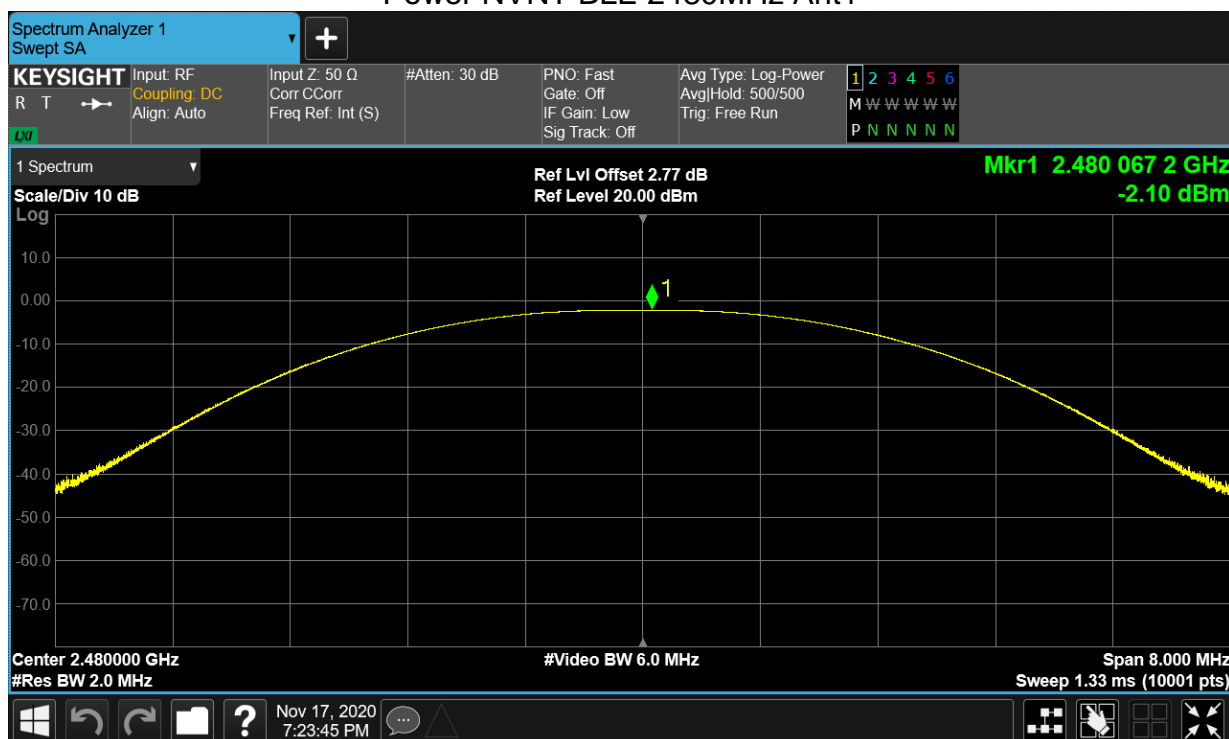 Power NVNT BLE 2480MHz Ant1
Spectrum Analyzer 1
Swept SA
KEYSIGHT
R T
LXI
Input: RF
Coupling: DC
Align: Auto
Input Z: 50 Ω
Corr CCorr
Freq Ref: Int (S)
#Atten: 30 dB
PNO: Fast
Gate: Off
IF Gain: Low
Sig Track: Off
Avg Type: Log-Power
Avg|Hold: 500/500
Trig: Free Run
1 2 3 4 5 6
M W W W W W
P N N N N N
1 Spectrum
Scale/Div 10 dB
Ref Lvl Offset 2.77 dB
Ref Level 20.00 dBm
Mkr1 2.480 067 2 GHz
-2.10 dBm
Log
10.0
0.00
-10.0
-20.0
-30.0
-40.0
-50.0
-60.0
-70.0
1
Center 2.480000 GHz
#Res BW 2.0 MHz
#Video BW 6.0 MHz
Span 8.000 MHz
Sweep 1.33 ms (10001 pts)
?
Nov 17, 2020
7:23:45 PM